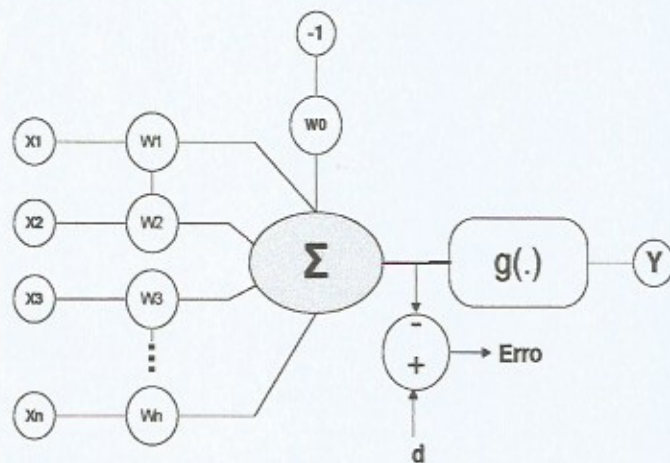 -1
W0
X1 W1
X2 W2
X3 W3
Xn Wn
Σ
g(.)
Y
-
+
Erro
d